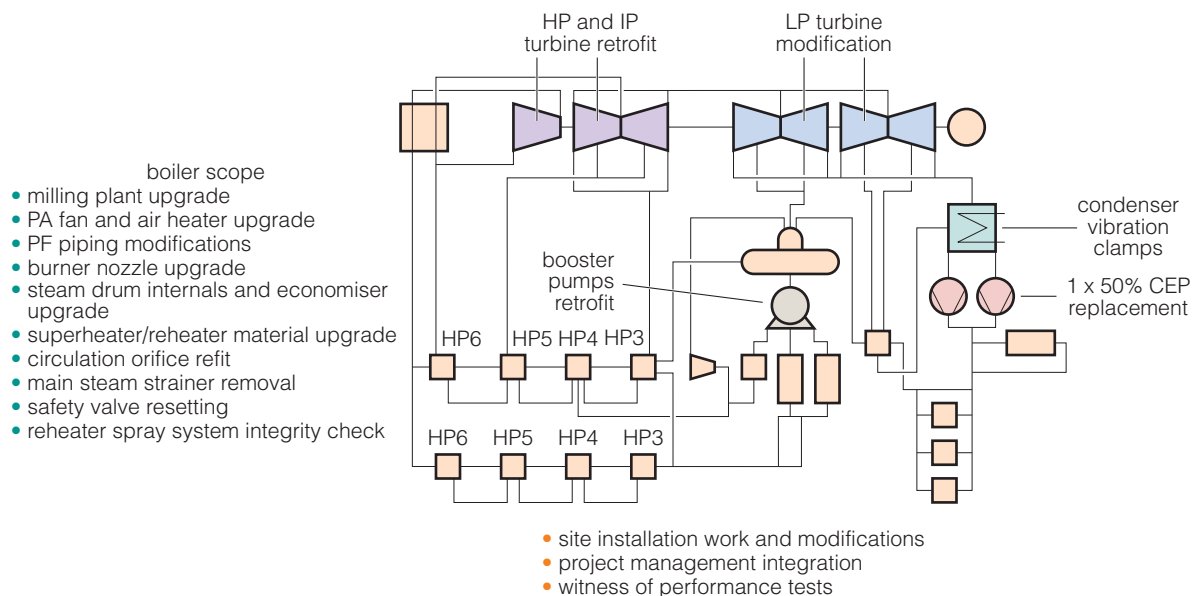 HP and IP
turbine retrofit
LP turbine
modification
boiler scope
• milling plant upgrade
• PA fan and air heater upgrade
• PF piping modifications
• burner nozzle upgrade
• steam drum internals and economiser
upgrade
• superheater/reheater material upgrade
• circulation orifice refit
• main steam strainer removal
• safety valve resetting
• reheater spray system integrity check
condenser
vibration
clamps
booster
pumps
retrofit
1 x 50% CEP
replacement
HP6 HP5 HP4 HP3
HP6 HP5 HP4 HP3
• site installation work and modifications
• project management integration
• witness of performance tests